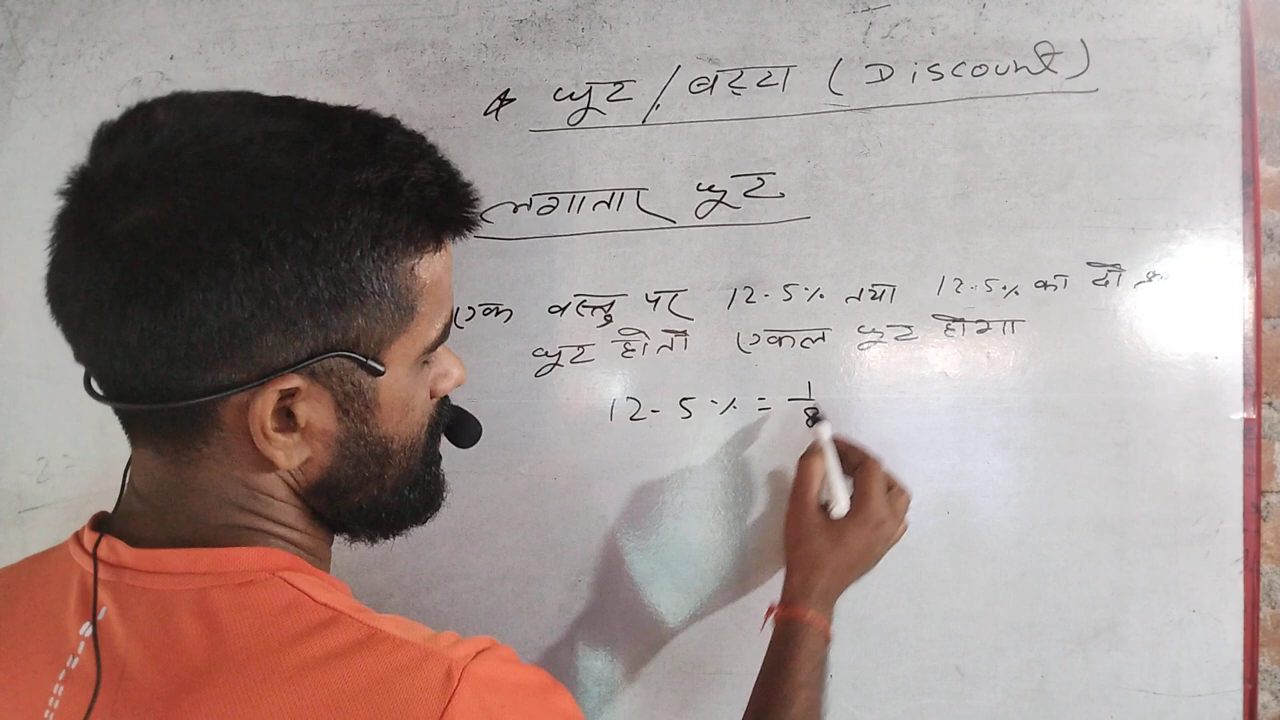 * छूट / बट्टा (Discount)
लगातार छूट
एक वस्तु पर 12.5% तथा 12.5% का दो
छूट हो तो एकल छूट होगा
12.5% = 1/8